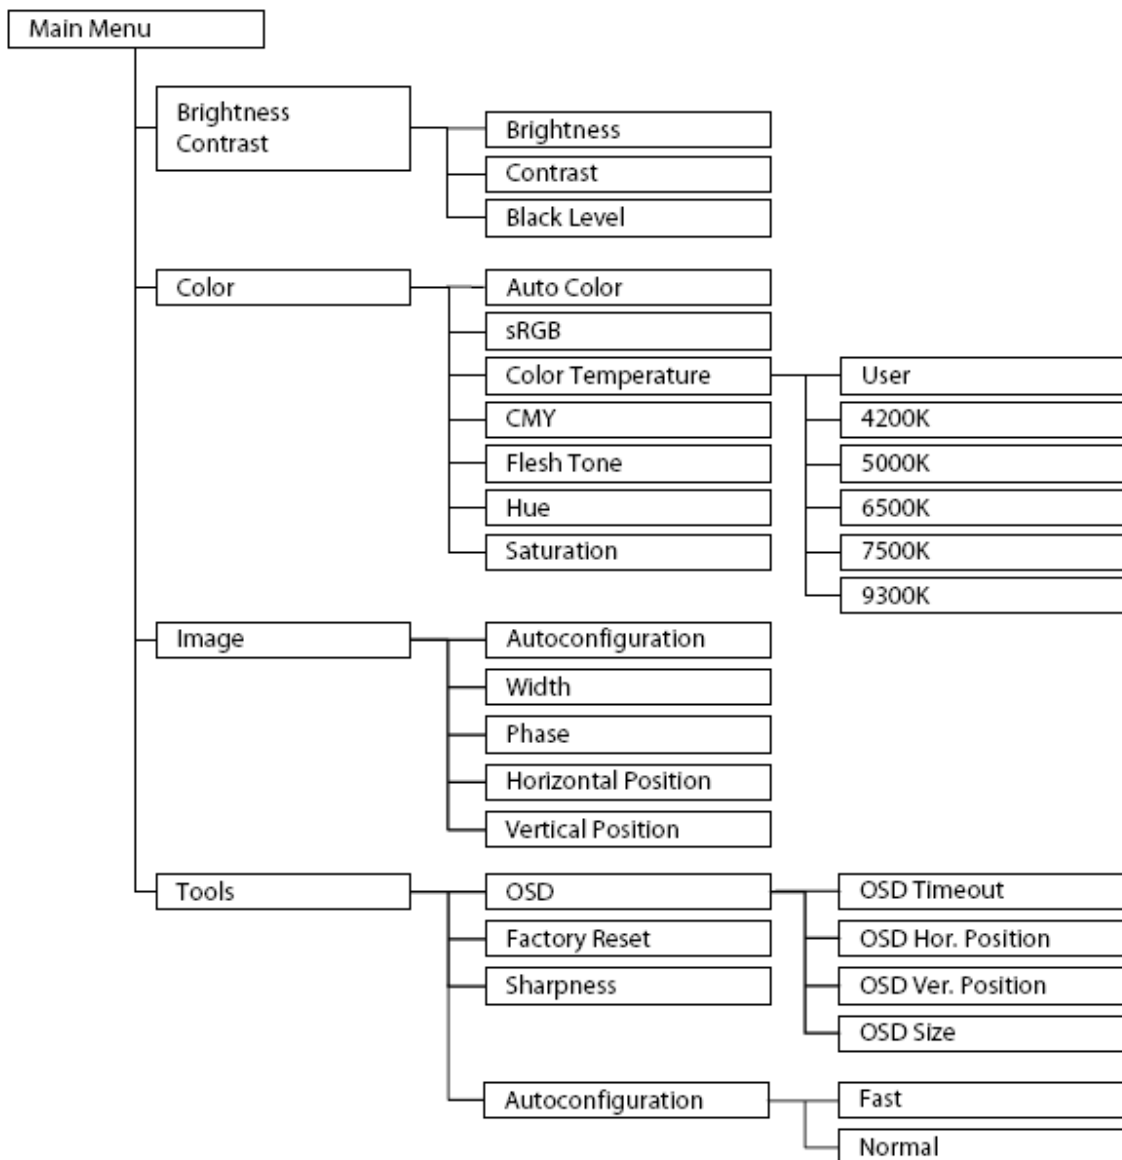 Main Menu
Brightness
Contrast
Brightness
Contrast
Black Level
Color
Auto Color
sRGB
Color Temperature
User
4200K
5000K
6500K
7500K
9300K
CMY
Flesh Tone
Hue
Saturation
Image
Autoconfiguration
Width
Phase
Horizontal Position
Vertical Position
Tools
OSD
OSD Timeout
OSD Hor. Position
OSD Ver. Position
OSD Size
Factory Reset
Sharpness
Autoconfiguration
Fast
Normal